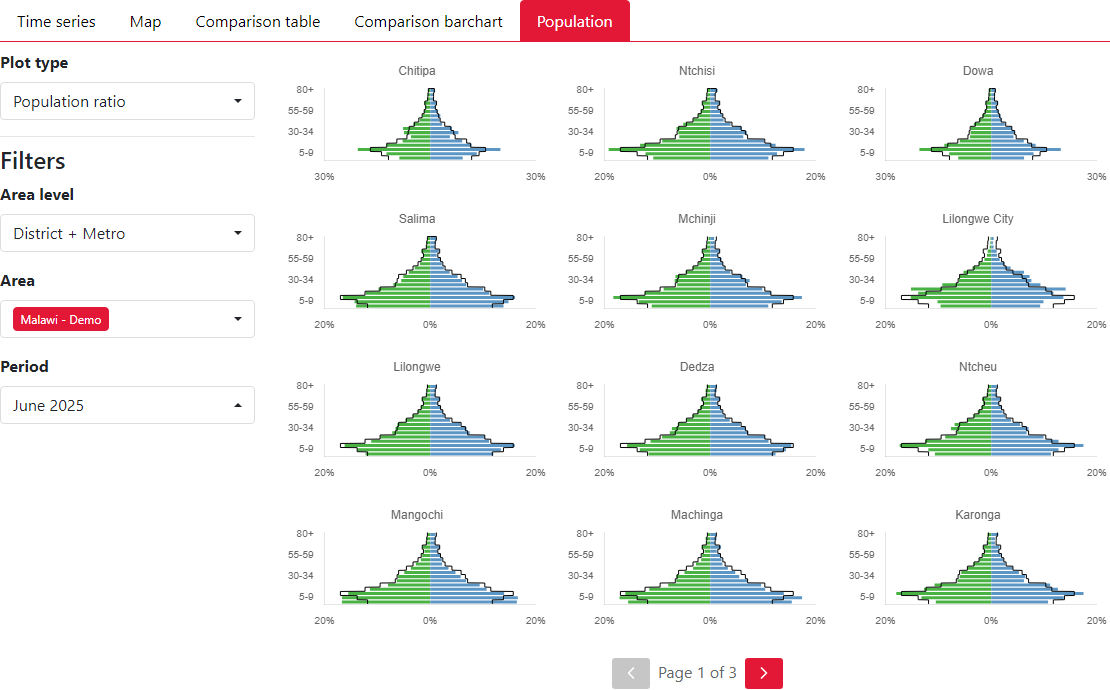 Time series Map Comparison table Comparison barchart Population
Plot type
Population ratio
Filters
Area level
District + Metro
Area
Malawi - Demo
Period
June 2025
Chitipa Ntchisi Dowa
80+ 80+ 80+
55-59 55-59 55-59
30-34 30-34 30-34
5-9 5-9 5-9
30% 0% 30% 20% 0% 20% 30% 0% 30%
Salima Mchinji Lilongwe City
80+ 80+ 80+
55-59 55-59 55-59
30-34 30-34 30-34
5-9 5-9 5-9
20% 0% 20% 20% 0% 20% 20% 0% 20%
Lilongwe Dedza Ntcheu
80+ 80+ 80+
55-59 55-59 55-59
30-34 30-34 30-34
5-9 5-9 5-9
20% 0% 20% 20% 0% 20% 20% 0% 20%
Mangochi Machinga Karonga
80+ 80+ 80+
55-59 55-59 55-59
30-34 30-34 30-34
5-9 5-9 5-9
20% 0% 20% 20% 0% 20% 20% 0% 20%
Page 1 of 3